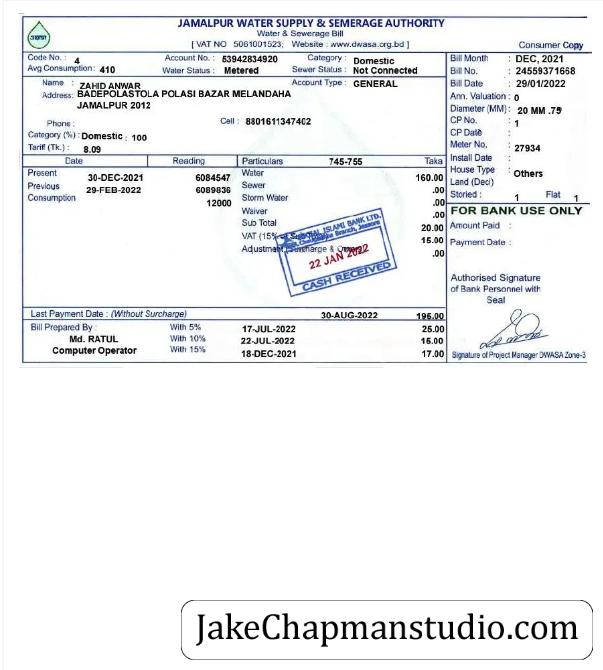 JAMALPUR WATER SUPPLY & SEMERAGE AUTHORITY
Water & Sewerage Bill
[ VAT NO 5061001523; Website : www.dwasa.org.bd ]
Consumer Copy
Code No. : 4 Account No. : 53942834920 Category : Domestic
Avg Consumption : 410 Water Status : Metered Sewer Status : Not Connected
Name : ZAHID ANWAR Account Type : GENERAL
Address: BADEPOLASTOLA POLASI BAZAR MELANDAHA
JAMALPUR 2012
Phone : Cell : 8801611347402
Category (%) : Domestic : 100
Tariff (Tk.) : 8.09
Bill Month : DEC, 2021
Bill No. : 24559371668
Bill Date : 29/01/2022
Ann. Valuation : 0
Diameter (MM) : 20 MM .75
CP No. : 1
CP Date :
Meter No. : 27934
Install Date :
House Type : Others
Land (Deci)
Storied : 1 Flat 1
Date Reading Particulars 745-755 Taka
Present 30-DEC-2021 6084547 Water 160.00
Previous 29-FEB-2022 6089836 Sewer .00
Consumption 12000 Storm Water .00
Waiver .00
Sub Total 20.00
VAT (15% 15.00
Adjustment .00
ISLAMI BANK LTD.
Branch, Jessore
22 JAN 2022
CASH RECEIVED
FOR BANK USE ONLY
Amount Paid :
Payment Date :
Authorised Signature
of Bank Personnel with
Seal
Signature of Project Manager DWASA Zone-3
Last Payment Date : (Without Surcharge) 30-AUG-2022 195.00
Bill Prepared By : With 5% 17-JUL-2022 25.00
Md. RATUL With 10% 22-JUL-2022 15.00
Computer Operator With 15% 18-DEC-2021 17.00
JakeChapmanstudio.com